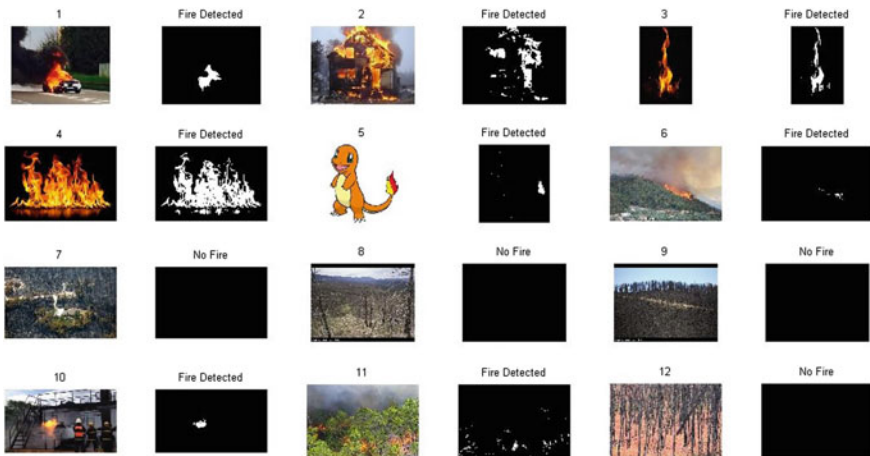 1 Fire Detected 2 Fire Detected 3 Fire Detected
4 Fire Detected 5 Fire Detected 6 Fire Detected
7 No Fire 8 No Fire 9 No Fire
10 Fire Detected 11 Fire Detected 12 No Fire